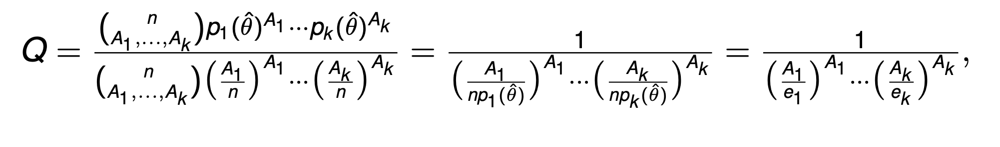 $Q = \frac{\binom{n}{A_1,\ldots,A_k} p_1(\hat{\theta})^{A_1} \cdots p_k(\hat{\theta})^{A_k}}{\binom{n}{A_1,\ldots,A_k} \left(\frac{A_1}{n}\right)^{A_1} \cdots \left(\frac{A_k}{n}\right)^{A_k}} = \frac{1}{\left(\frac{A_1}{np_1(\hat{\theta})}\right)^{A_1} \cdots \left(\frac{A_k}{np_k(\hat{\theta})}\right)^{A_k}} = \frac{1}{\left(\frac{A_1}{e_1}\right)^{A_1} \cdots \left(\frac{A_k}{e_k}\right)^{A_k}},$